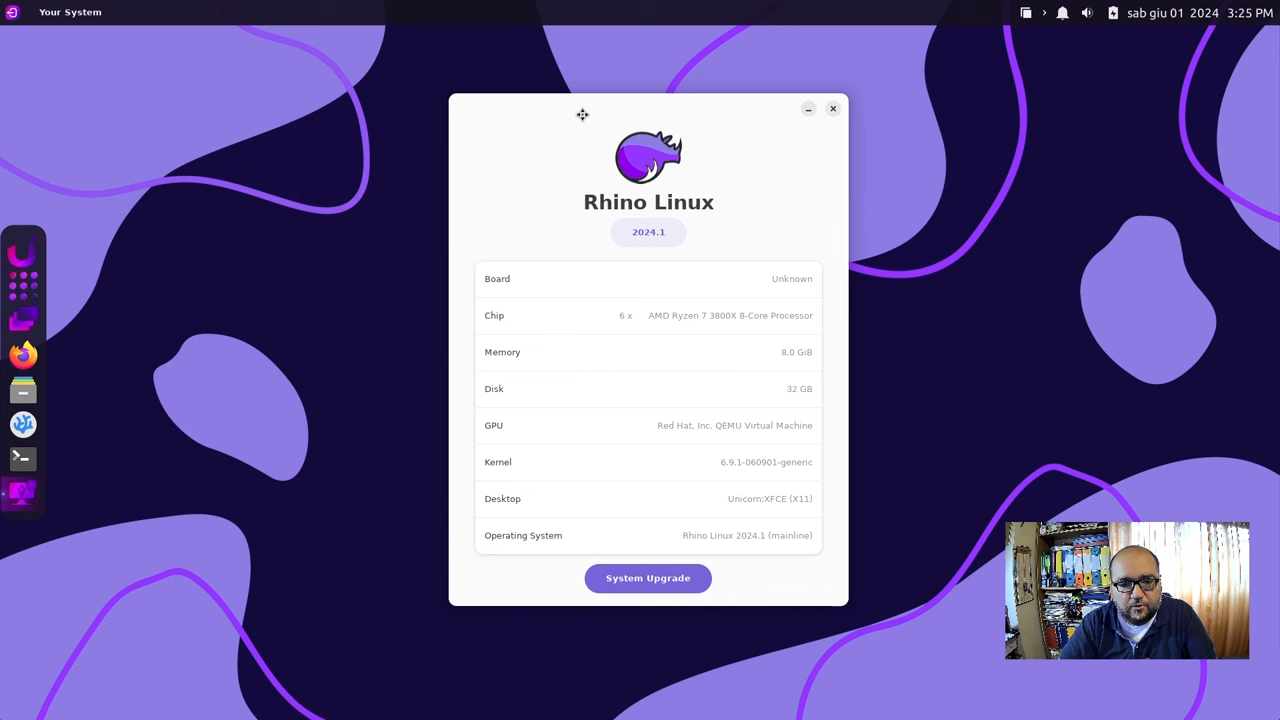 Your System
sab giu 01 2024 3:25 PM
Rhino Linux
2024.1
Board Unknown
Chip 6 x AMD Ryzen 7 3800X 8-Core Processor
Memory 8.0 GiB
Disk 32 GB
GPU Red Hat, Inc. QEMU Virtual Machine
Kernel 6.9.1-060901-generic
Desktop Unicorn:XFCE (X11)
Operating System Rhino Linux 2024.1 (mainline)
System Upgrade